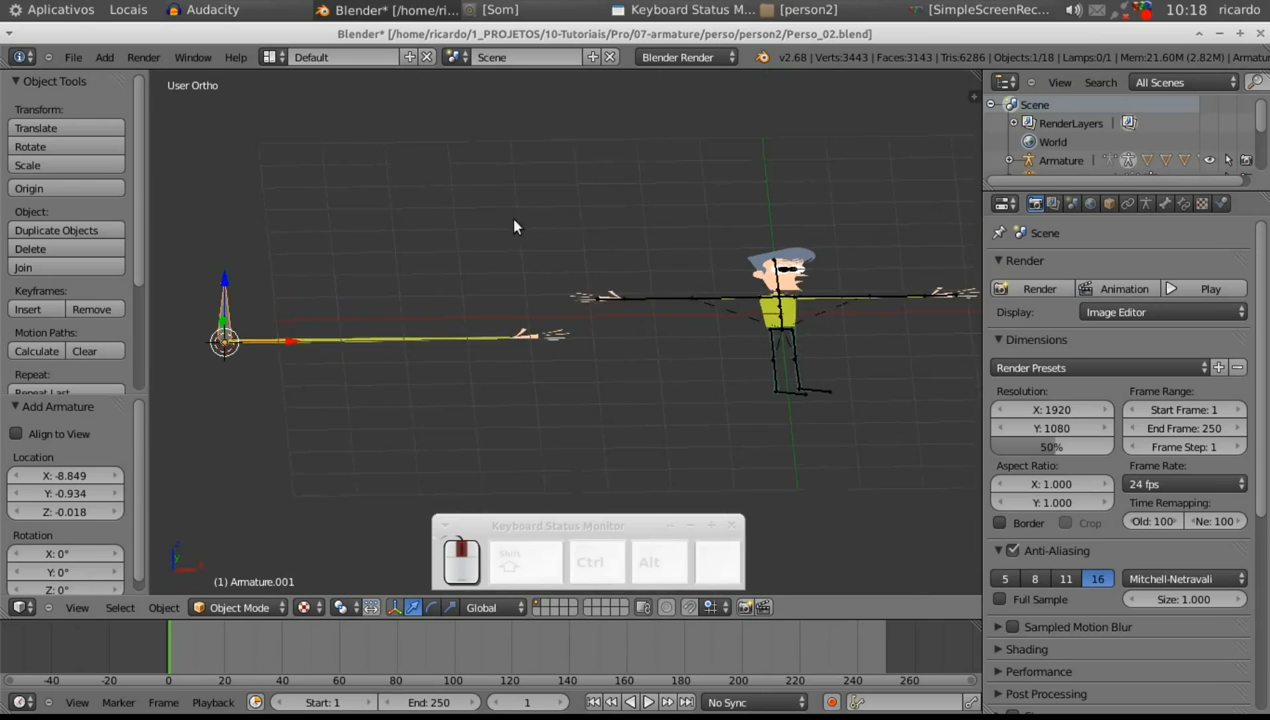 Aplicativos Locais Audacity Blender* [/home/ri... [Som] Keyboard Status M... [person2] [SimpleScreenRec... 10:18 ricardo
Blender* [/home/ricardo/1_PROJETOS/10-Tutoriais/Pro/07-armature/perso/person2/Perso_02.blend]
File Add Render Window Help Default Scene Blender Render v2.68 | Verts:3443 | Faces:3143 | Tris:6286 | Objects:1/18 | Lamps:0/1 | Mem:21.60M (2.82M) | Armatur
Object Tools
Transform:
Translate
Rotate
Scale
Origin
Object:
Duplicate Objects
Delete
Join
Keyframes:
Insert Remove
Motion Paths:
Calculate Clear
Repeat:
Repeat Last
Add Armature
Align to View
Location
X: -8.849
Y: -0.934
Z: -0.018
Rotation
X: 0°
Y: 0°
Z: 0°
User Ortho
Keyboard Status Monitor
Shift Ctrl Alt
(1) Armature.001
View Select Object Object Mode Global
-40 -20 0 20 40 60 80 100 120 140 160 180 200 220 240 260
View Marker Frame Playback Start: 1 End: 250 1 No Sync
View Search All Scenes
Scene
RenderLayers |
World
Armature
Scene
Render
Render Animation Play
Display: Image Editor
Dimensions
Render Presets
Resolution: Frame Range:
X: 1920 Start Frame: 1
Y: 1080 End Frame: 250
50% Frame Step: 1
Aspect Ratio: Frame Rate:
X: 1.000 24 fps
Y: 1.000 Time Remapping:
Border Crop Old: 100 Ne: 100
Anti-Aliasing
5 8 11 16 Mitchell-Netravali
Full Sample Size: 1.000
Sampled Motion Blur
Shading
Performance
Post Processing